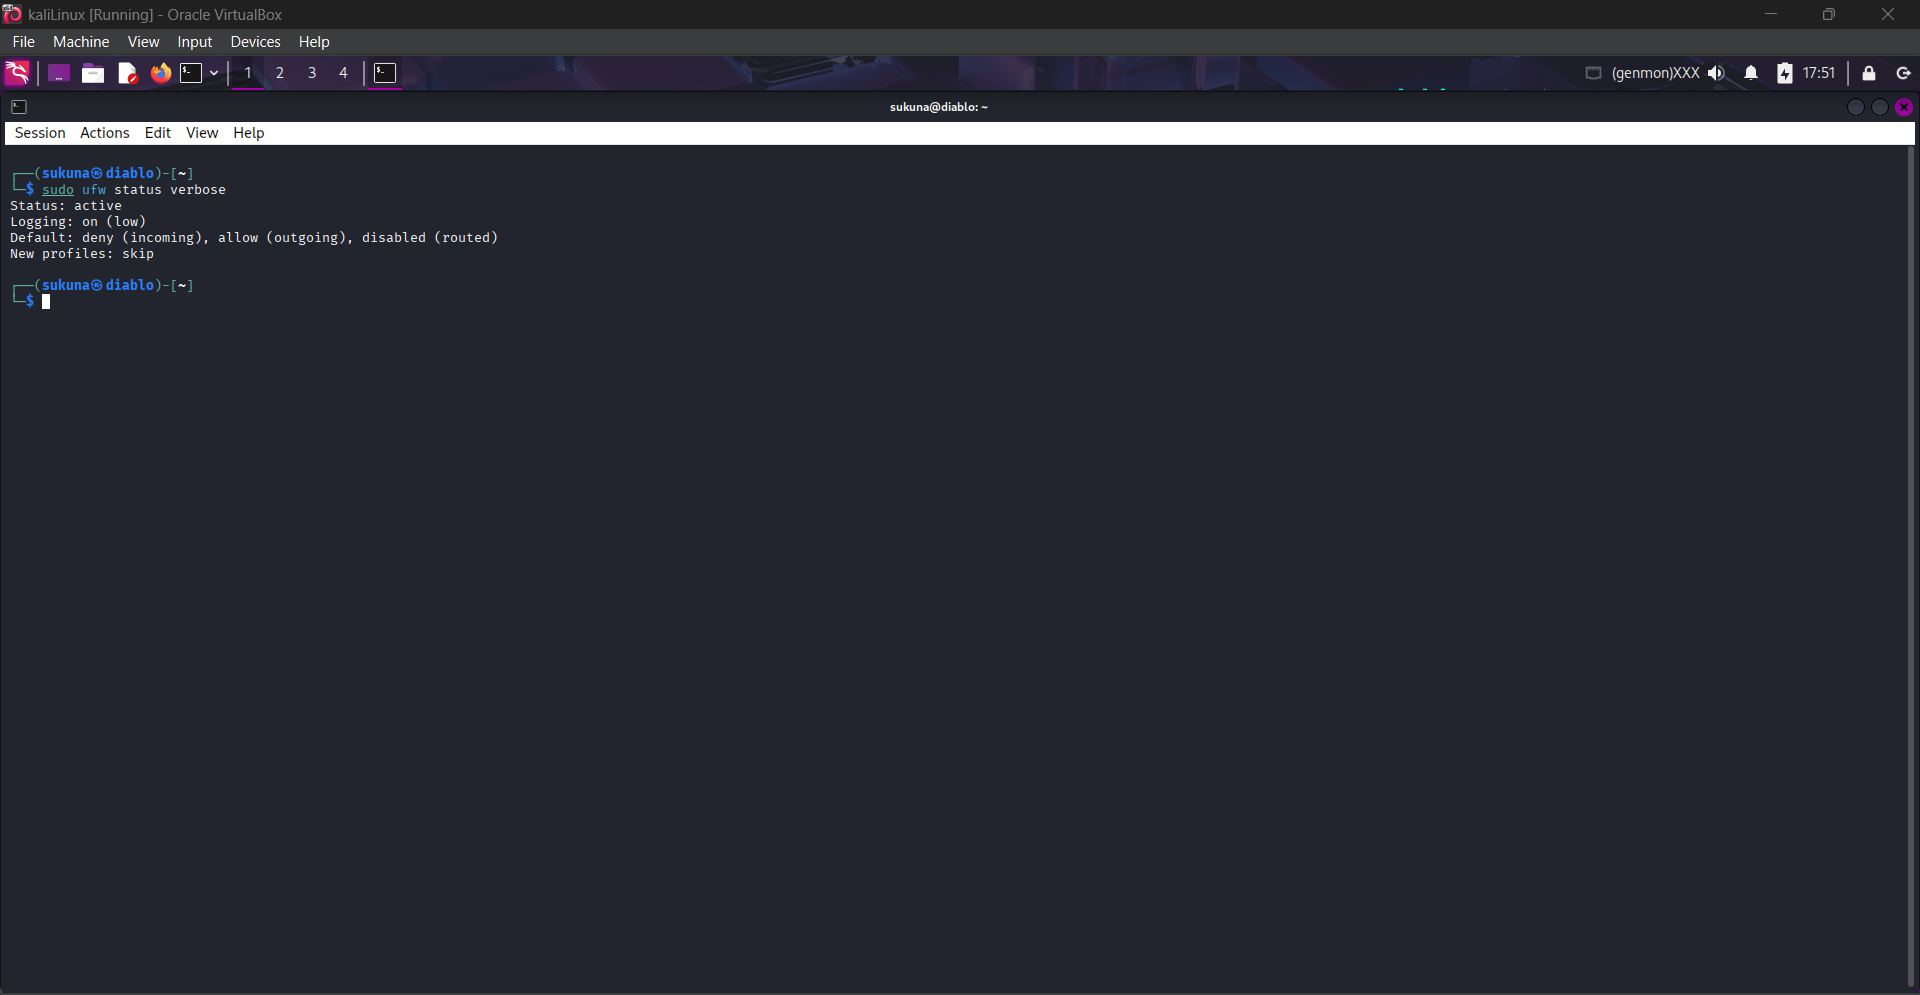 kaliLinux [Running] - Oracle VirtualBox
File Machine View Input Devices Help
1 2 3 4 (genmon)XXX 17:51
sukuna@diablo: ~
Session Actions Edit View Help
┌──(sukuna㉿diablo)-[~]
└─$ sudo ufw status verbose
Status: active
Logging: on (low)
Default: deny (incoming), allow (outgoing), disabled (routed)
New profiles: skip
┌──(sukuna㉿diablo)-[~]
└─$